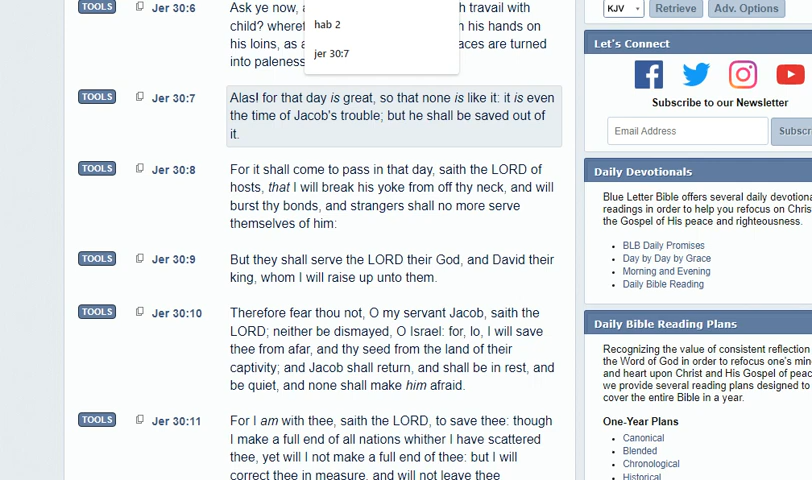 TOOLS
Jer 30:6
Ask ye now,
h travail with
child? wheref
n his hands on
his loins, as a
aces are turned
into paleness
hab 2
jer 30:7
TOOLS
Jer 30:7
Alas! for that day is great, so that none is like it: it is even
the time of Jacob's trouble; but he shall be saved out of
it.
TOOLS
Jer 30:8
For it shall come to pass in that day, saith the LORD of
hosts, that I will break his yoke from off thy neck, and will
burst thy bonds, and strangers shall no more serve
themselves of him:
TOOLS
Jer 30:9
But they shall serve the LORD their God, and David their
king, whom I will raise up unto them.
TOOLS
Jer 30:10
Therefore fear thou not, O my servant Jacob, saith the
LORD; neither be dismayed, O Israel: for, lo, I will save
thee from afar, and thy seed from the land of their
captivity; and Jacob shall return, and shall be in rest, and
be quiet, and none shall make him afraid.
TOOLS
Jer 30:11
For I am with thee, saith the LORD, to save thee: though
I make a full end of all nations whither I have scattered
thee, yet will I not make a full end of thee: but I will
correct thee in measure, and will not leave thee
KJV
Retrieve
Adv. Options
Let's Connect
Subscribe to our Newsletter
Email Address
Subscr
Daily Devotionals
Blue Letter Bible offers several daily devotiona
readings in order to help you refocus on Chris
the Gospel of His peace and righteousness.
BLB Daily Promises
Day by Day by Grace
Morning and Evening
Daily Bible Reading
Daily Bible Reading Plans
Recognizing the value of consistent reflection
the Word of God in order to refocus one's min
and heart upon Christ and His Gospel of peac
we provide several reading plans designed to
cover the entire Bible in a year.
One-Year Plans
Canonical
Blended
Chronological
Historical